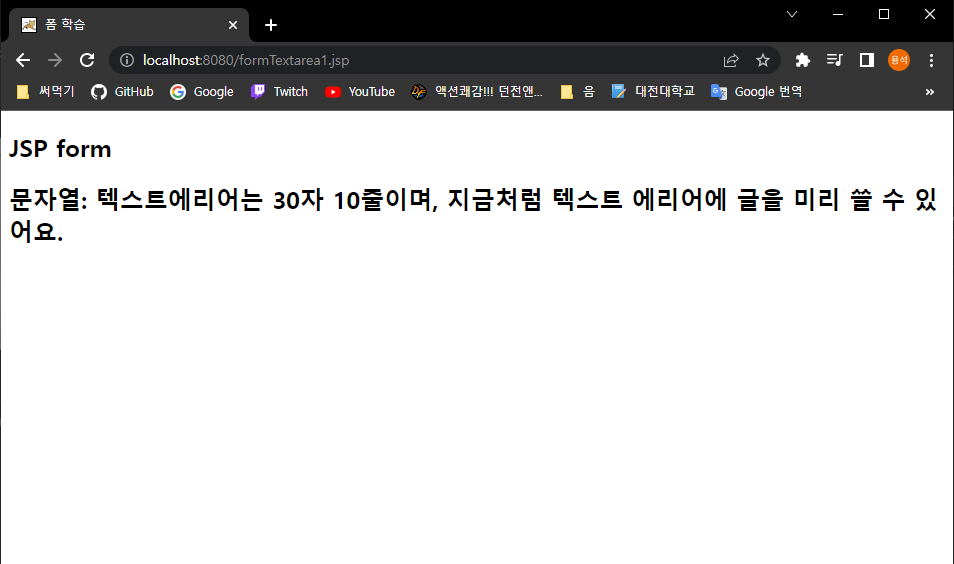 폼 학습
localhost:8080/formTextarea1.jsp
용석
써먹기 GitHub Google Twitch YouTube 액션쾌감!!! 던전앤... 음 대전대학교 Google 번역 »
JSP form
문자열: 텍스트에리어는 30자 10줄이며, 지금처럼 텍스트 에리어에 글을 미리 쓸 수 있
어요.